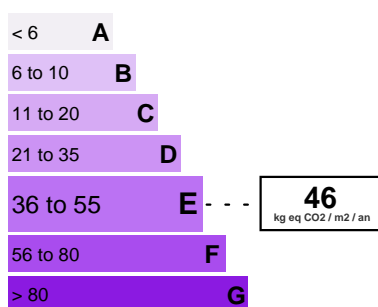 < 6 A
6 to 10 B
11 to 20 C
21 to 35 D
36 to 55 E - - - 46
kg eq CO2 / m2 / an
56 to 80 F
> 80 G